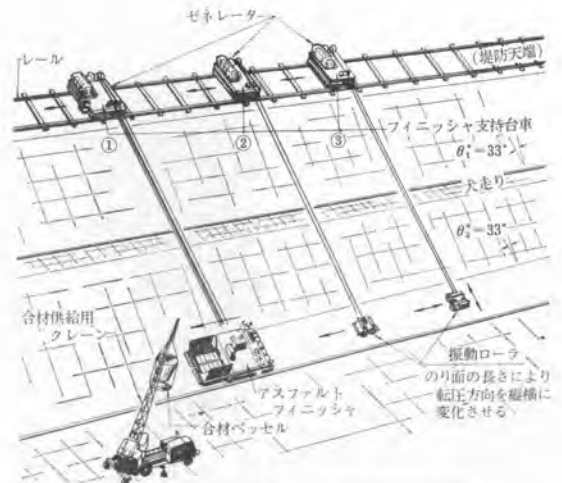 ゼネレータ
レール
(堤防天端)
① ② ③
フィニッシャ支持台車
θ₁°=33°
犬走り
θ₂°=33°
合材供給用
クレーン
振動ローラ
のり面の長さにより
転圧方向を縦横に
変化させる
アスファルト
フィニッシャ
合材ベッセル